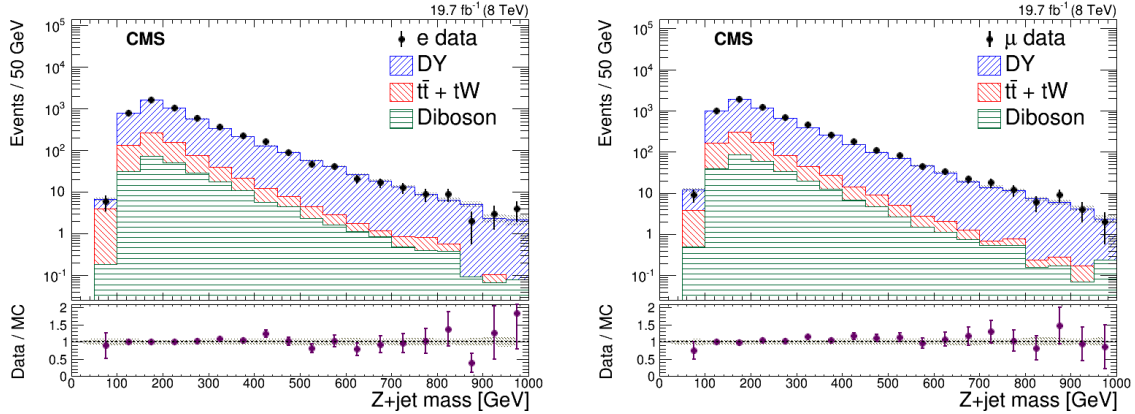 19.7 fb⁻¹ (8 TeV)
CMS
e data
DY
tt̄ + tW
Diboson
Events / 50 GeV
10⁵
10⁴
10³
10²
10
1
10⁻¹
Data / MC
2
1.5
1
0.5
0
100 200 300 400 500 600 700 800 900 1000
Z+jet mass [GeV]
19.7 fb⁻¹ (8 TeV)
CMS
μ data
DY
tt̄ + tW
Diboson
Events / 50 GeV
10⁵
10⁴
10³
10²
10
1
10⁻¹
Data / MC
2
1.5
1
0.5
0
100 200 300 400 500 600 700 800 900 1000
Z+jet mass [GeV]